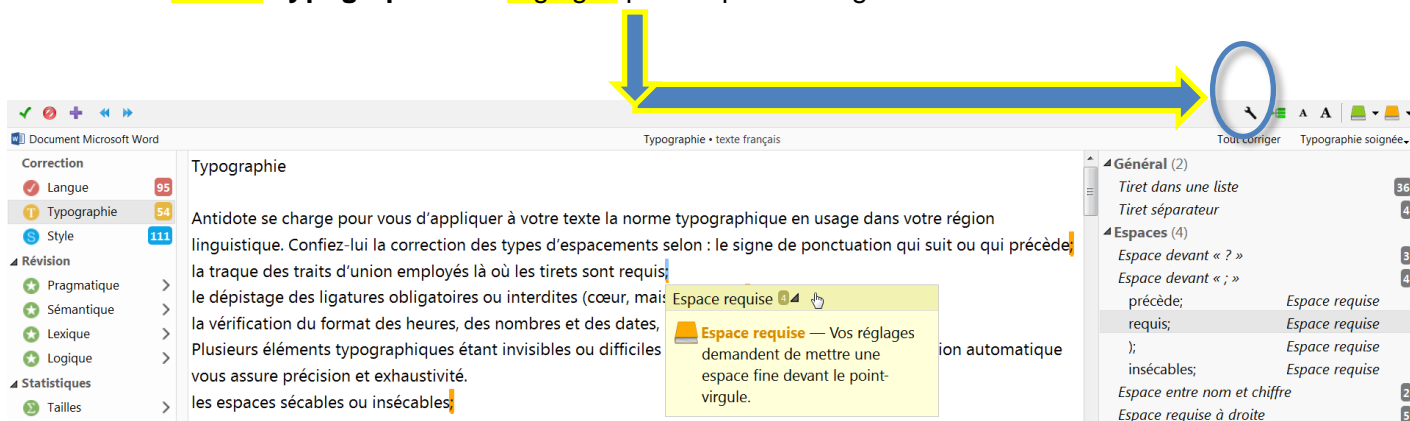 Document Microsoft Word
Typographie • texte français
Tout corriger
Typographie soignée
Correction
Langue 95
Typographie 54
Style 111
Révision
Pragmatique
Sémantique
Lexique
Logique
Statistiques
Tailles
Typographie
Antidote se charge pour vous d’appliquer à votre texte la norme typographique en usage dans votre région
linguistique. Confiez-lui la correction des types d’espacements selon : le signe de ponctuation qui suit ou qui précède;
la traque des traits d’union employés là où les tirets sont requis;
le dépistage des ligatures obligatoires ou interdites (cœur, mais
la vérification du format des heures, des nombres et des dates,
Plusieurs éléments typographiques étant invisibles ou difficiles
ion automatique
vous assure précision et exhaustivité.
les espaces sécables ou insécables;
Espace requise 4
Espace requise — Vos réglages
demandent de mettre une
espace fine devant le point-
virgule.
Général (2)
Tiret dans une liste 36
Tiret séparateur 4
Espaces (4)
Espace devant « ? » 3
Espace devant « ; » 4
précède; Espace requise
requis; Espace requise
); Espace requise
insécables; Espace requise
Espace entre nom et chiffre 2
Espace requise à droite 5